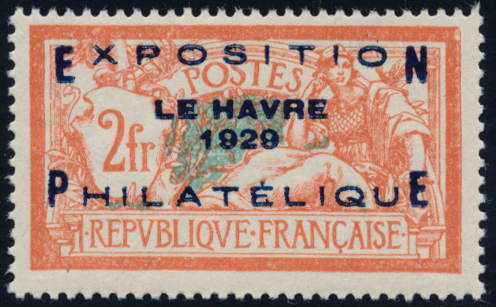 EXPOSITION
POSTES
LE HAVRE
1929
2fr
PHILATÉLIQUE
·REPVBLIQVE·FRANÇAISE·